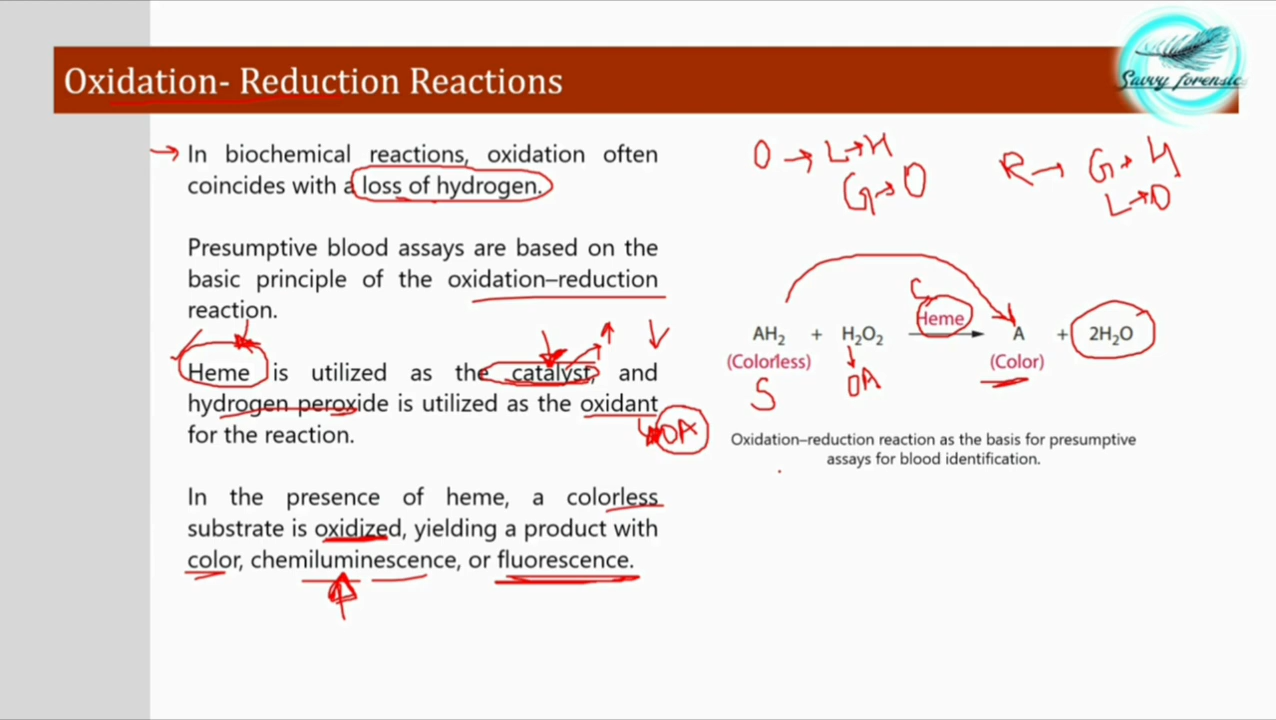 Savvy forensics
Oxidation- Reduction Reactions
In biochemical reactions, oxidation often
coincides with a loss of hydrogen.
Presumptive blood assays are based on the
basic principle of the oxidation–reduction
reaction.
Heme is utilized as the catalyst, and
hydrogen peroxide is utilized as the oxidant
for the reaction.
OA
In the presence of heme, a colorless
substrate is oxidized, yielding a product with
color, chemiluminescence, or fluorescence.
O → L→H
G→O
R → G→H
L→O
C
AH₂ + H₂O₂ Heme → A + 2H₂O
(Colorless) (Color)
S OA
Oxidation–reduction reaction as the basis for presumptive
assays for blood identification.